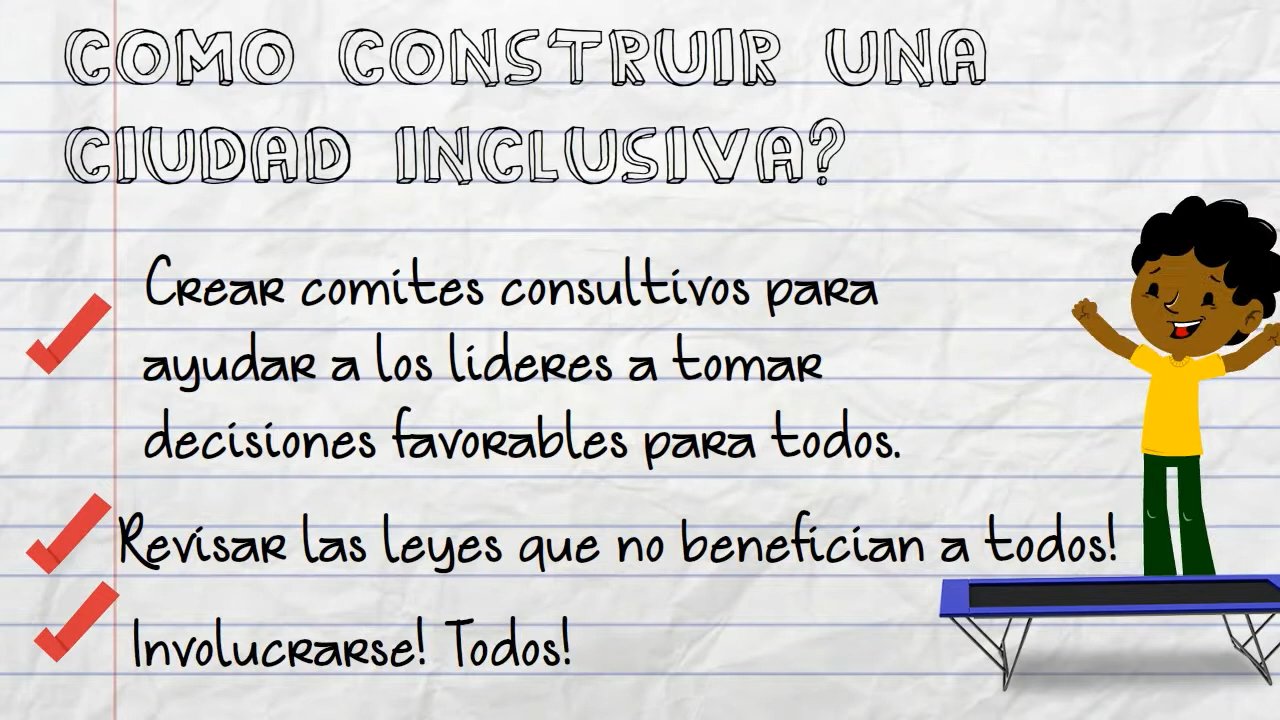 COMO CONSTRUIR UNA
CIUDAD INCLUSIVA?
Crear comites consultivos para
ayudar a los lideres a tomar
decisiones favorables para todos.
Revisar las leyes que no benefician a todos!
Involucrarse! Todos!